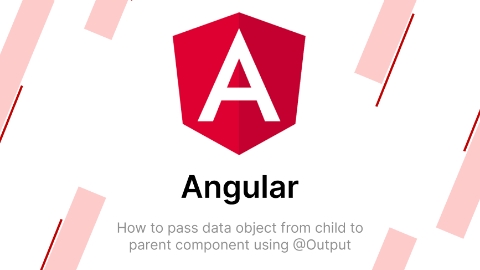 A
Angular
How to pass data object from child to
parent component using @Output